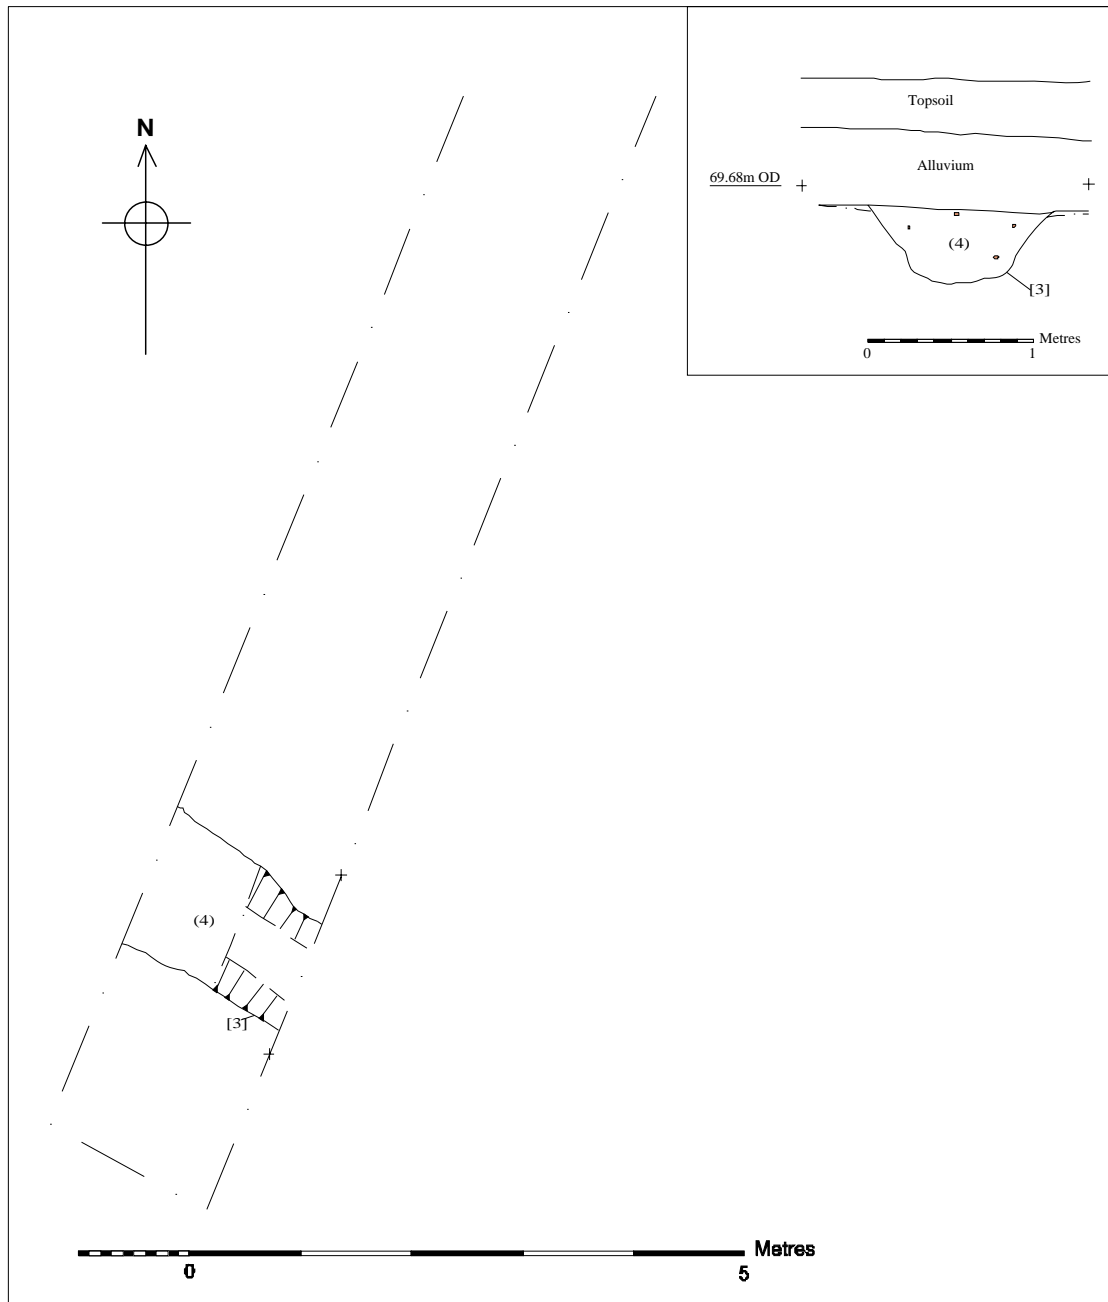 N
Topsoil
Alluvium
69.68m OD
(4)
[3]
Metres
0 1
(4)
[3]
Metres
0 5